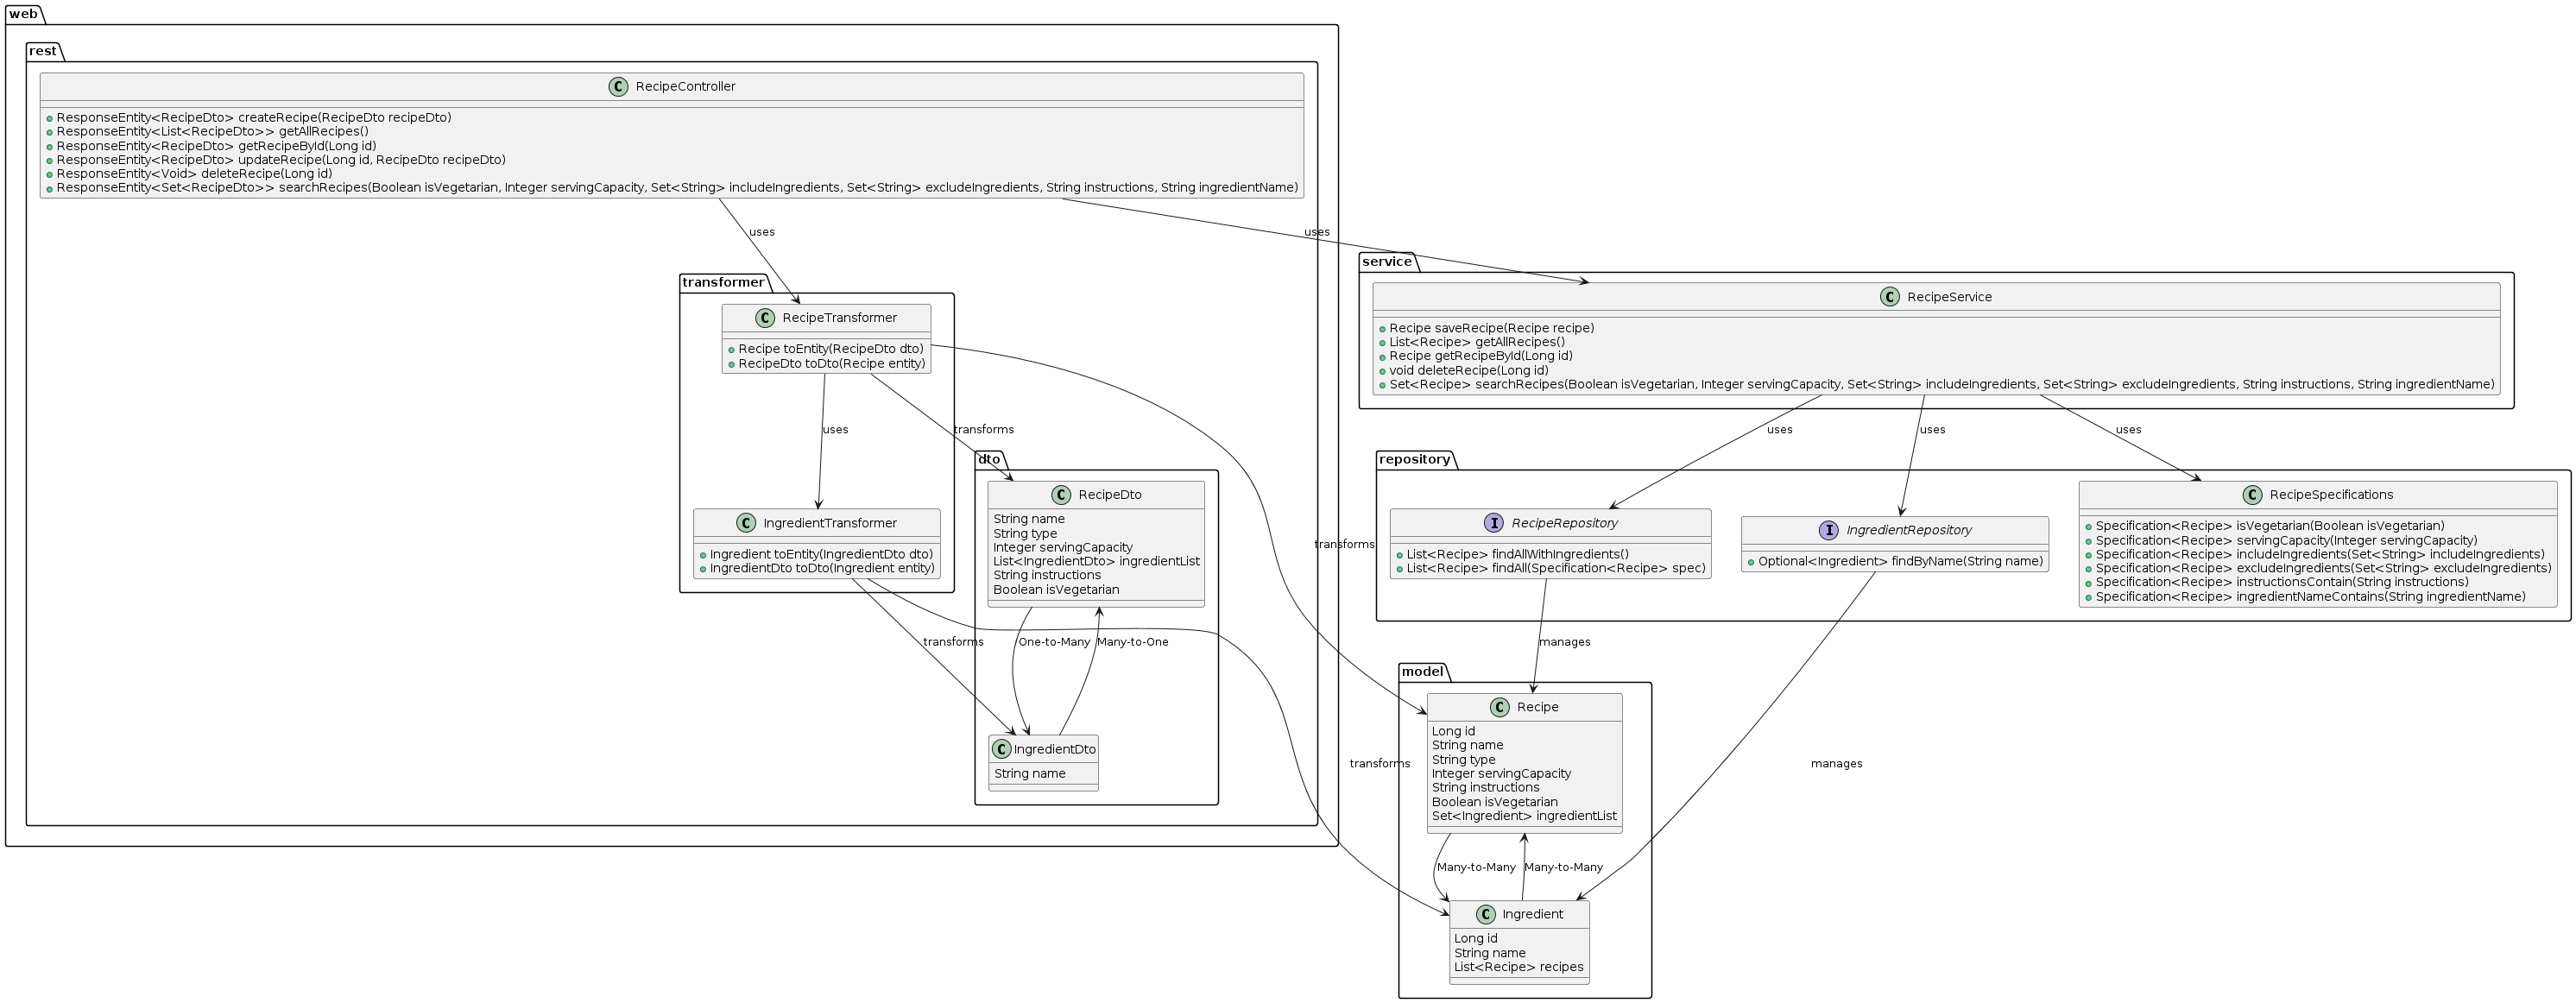 web
rest
C RecipeController
ResponseEntity<RecipeDto> createRecipe(RecipeDto recipeDto)
ResponseEntity<List<RecipeDto>> getAllRecipes()
ResponseEntity<RecipeDto> getRecipeById(Long id)
ResponseEntity<RecipeDto> updateRecipe(Long id, RecipeDto recipeDto)
ResponseEntity<Void> deleteRecipe(Long id)
ResponseEntity<Set<RecipeDto>> searchRecipes(Boolean isVegetarian, Integer servingCapacity, Set<String> includeIngredients, Set<String> excludeIngredients, String instructions, String ingredientName)
uses
uses
service
C RecipeService
Recipe saveRecipe(Recipe recipe)
List<Recipe> getAllRecipes()
Recipe getRecipeById(Long id)
void deleteRecipe(Long id)
Set<Recipe> searchRecipes(Boolean isVegetarian, Integer servingCapacity, Set<String> includeIngredients, Set<String> excludeIngredients, String instructions, String ingredientName)
transformer
C RecipeTransformer
Recipe toEntity(RecipeDto dto)
RecipeDto toDto(Recipe entity)
uses
transforms
uses
uses
uses
dto
C RecipeDto
String name
String type
Integer servingCapacity
List<IngredientDto> ingredientList
String instructions
Boolean isVegetarian
C IngredientTransformer
Ingredient toEntity(IngredientDto dto)
IngredientDto toDto(Ingredient entity)
transforms
repository
I RecipeRepository
List<Recipe> findAllWithIngredients()
List<Recipe> findAll(Specification<Recipe> spec)
I IngredientRepository
Optional<Ingredient> findByName(String name)
C RecipeSpecifications
Specification<Recipe> isVegetarian(Boolean isVegetarian)
Specification<Recipe> servingCapacity(Integer servingCapacity)
Specification<Recipe> includeIngredients(Set<String> includeIngredients)
Specification<Recipe> excludeIngredients(Set<String> excludeIngredients)
Specification<Recipe> instructionsContain(String instructions)
Specification<Recipe> ingredientNameContains(String ingredientName)
transforms
One-to-Many
Many-to-One
manages
C IngredientDto
String name
model
C Recipe
Long id
String name
String type
Integer servingCapacity
String instructions
Boolean isVegetarian
Set<Ingredient> ingredientList
transforms
manages
Many-to-Many
Many-to-Many
C Ingredient
Long id
String name
List<Recipe> recipes